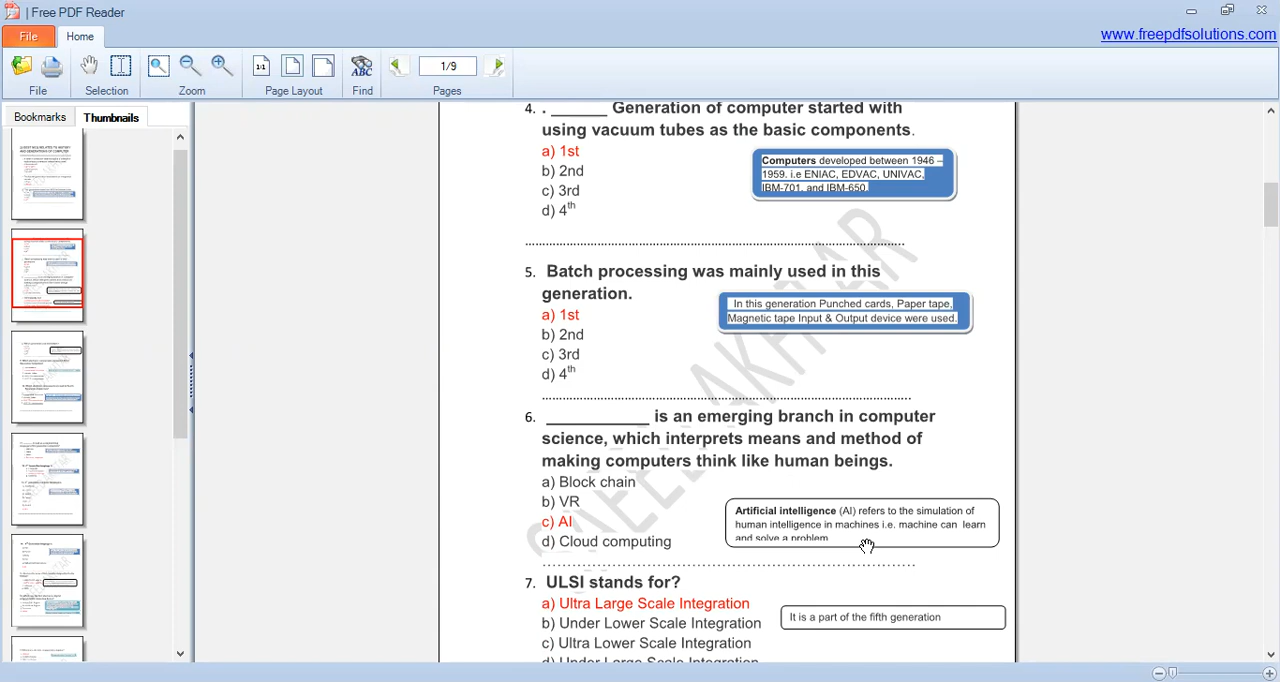 Free PDF Reader
File
Home
www.freepdfsolutions.com
1/9
File
Selection
Zoom
Page Layout
Find
Pages
Bookmarks
Thumbnails
4. . ______ Generation of computer started with
using vacuum tubes as the basic components.
a) 1st
b) 2nd
c) 3rd
d) 4th
Computers developed between 1946 –
1959. i.e ENIAC, EDVAC, UNIVAC,
IBM-701, and IBM-650.
5. Batch processing was mainly used in this
generation.
a) 1st
b) 2nd
c) 3rd
d) 4th
In this generation Punched cards, Paper tape,
Magnetic tape Input & Output device were used.
6. ___________ is an emerging branch in computer
science, which interprets means and method of
making computers think like human beings.
a) Block chain
b) VR
c) AI
d) Cloud computing
Artificial intelligence (AI) refers to the simulation of
human intelligence in machines i.e. machine can learn
and solve a problem
7. ULSI stands for?
a) Ultra Large Scale Integration
b) Under Lower Scale Integration
c) Ultra Lower Scale Integration
d) Under Large Scale Integration
It is a part of the fifth generation